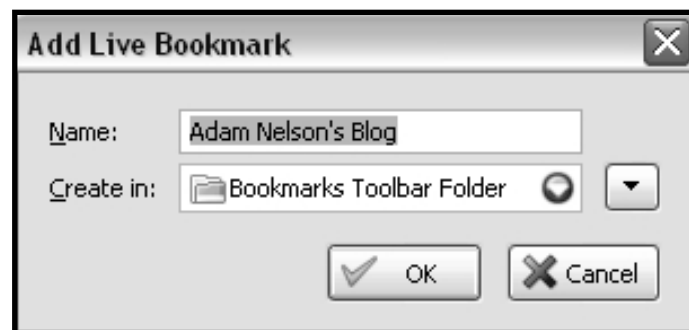 Add Live Bookmark
Name: Adam Nelson's Blog
Create in: Bookmarks Toolbar Folder
OK Cancel